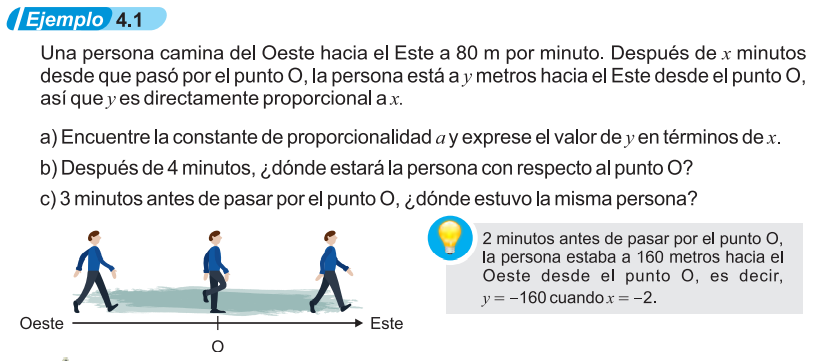 Ejemplo 4.1
Una persona camina del Oeste hacia el Este a 80 m por minuto. Después de x minutos
desde que pasó por el punto O, la persona está a y metros hacia el Este desde el punto O,
así que y es directamente proporcional a x.
a) Encuentre la constante de proporcionalidad a y exprese el valor de y en términos de x.
b) Después de 4 minutos, ¿dónde estará la persona con respecto al punto O?
c) 3 minutos antes de pasar por el punto O, ¿dónde estuvo la misma persona?
2 minutos antes de pasar por el punto O,
la persona estaba a 160 metros hacia el
Oeste desde el punto O, es decir,
y = −160 cuando x = −2.
Oeste
Este
O